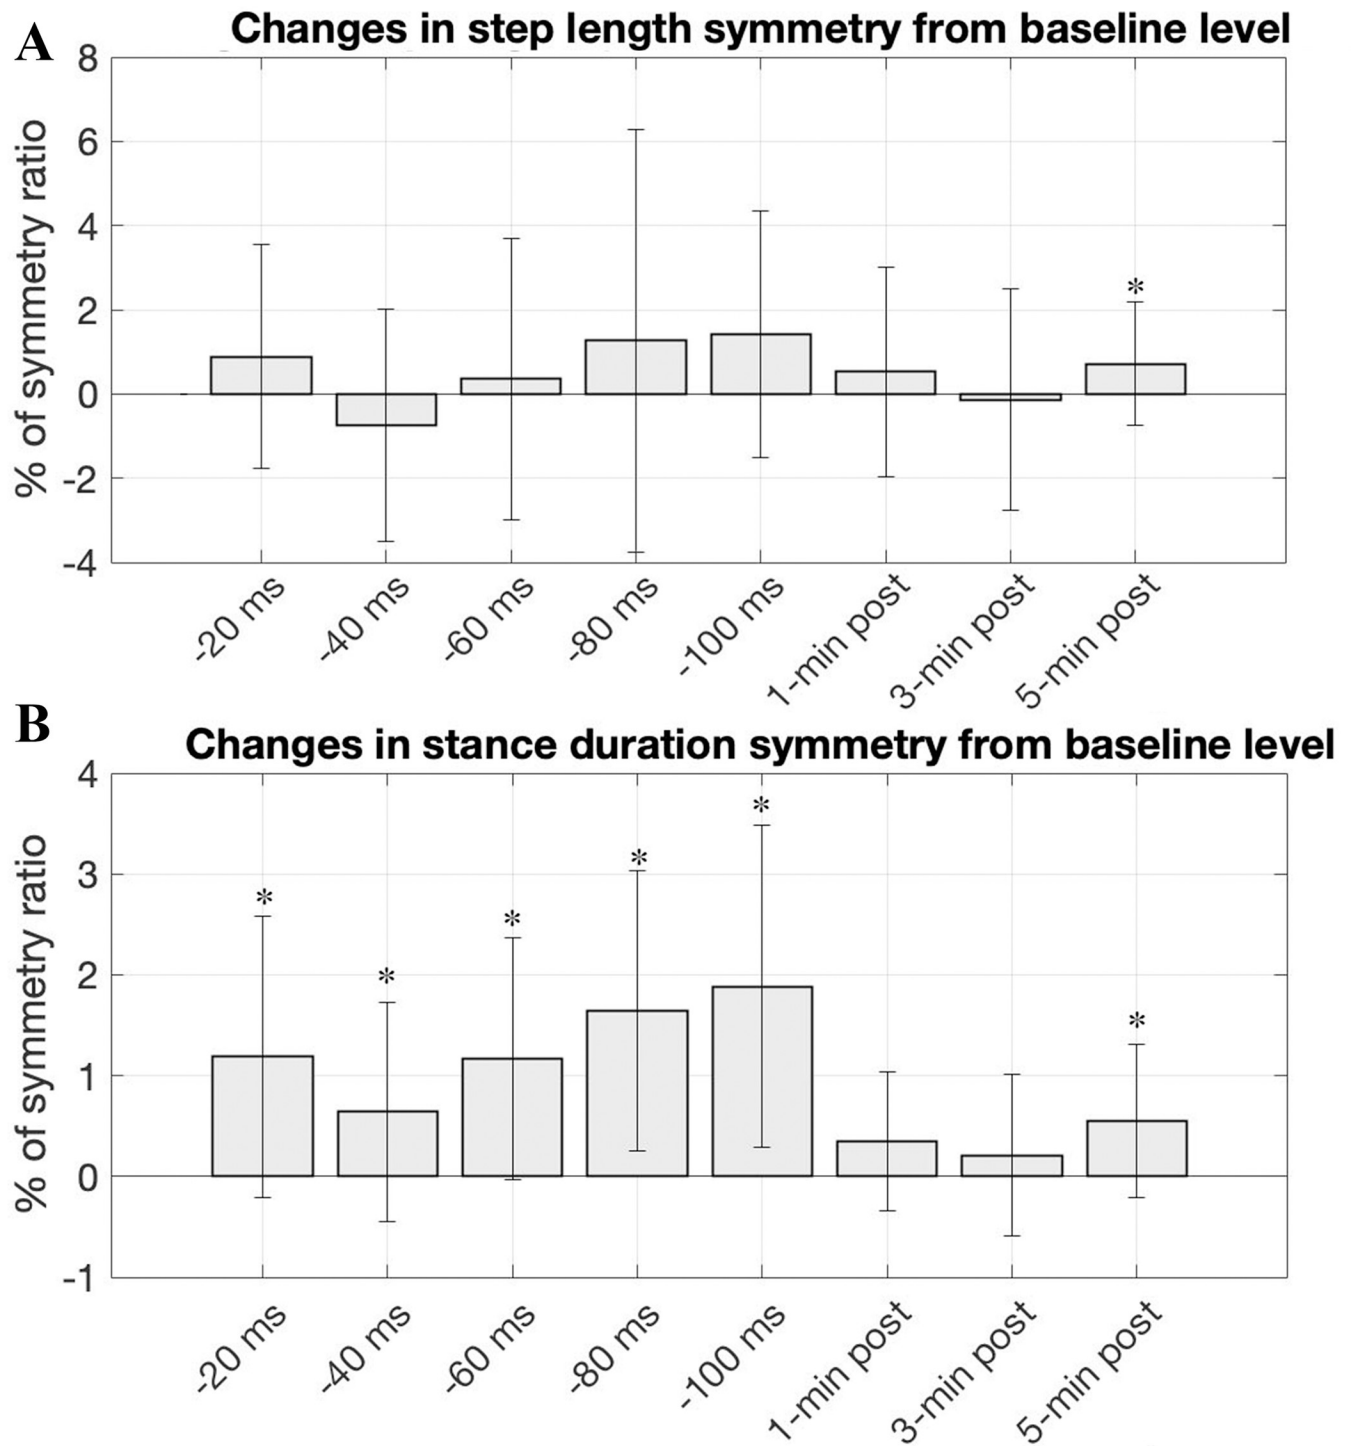 A
Changes in step length symmetry from baseline level
% of symmetry ratio
8
6
4
2
0
-2
-4
*
-20 ms
-40 ms
-60 ms
-80 ms
-100 ms
1-min post
3-min post
5-min post
B
Changes in stance duration symmetry from baseline level
% of symmetry ratio
4
3
2
1
0
-1
*
*
*
*
*
*
-20 ms
-40 ms
-60 ms
-80 ms
-100 ms
1-min post
3-min post
5-min post